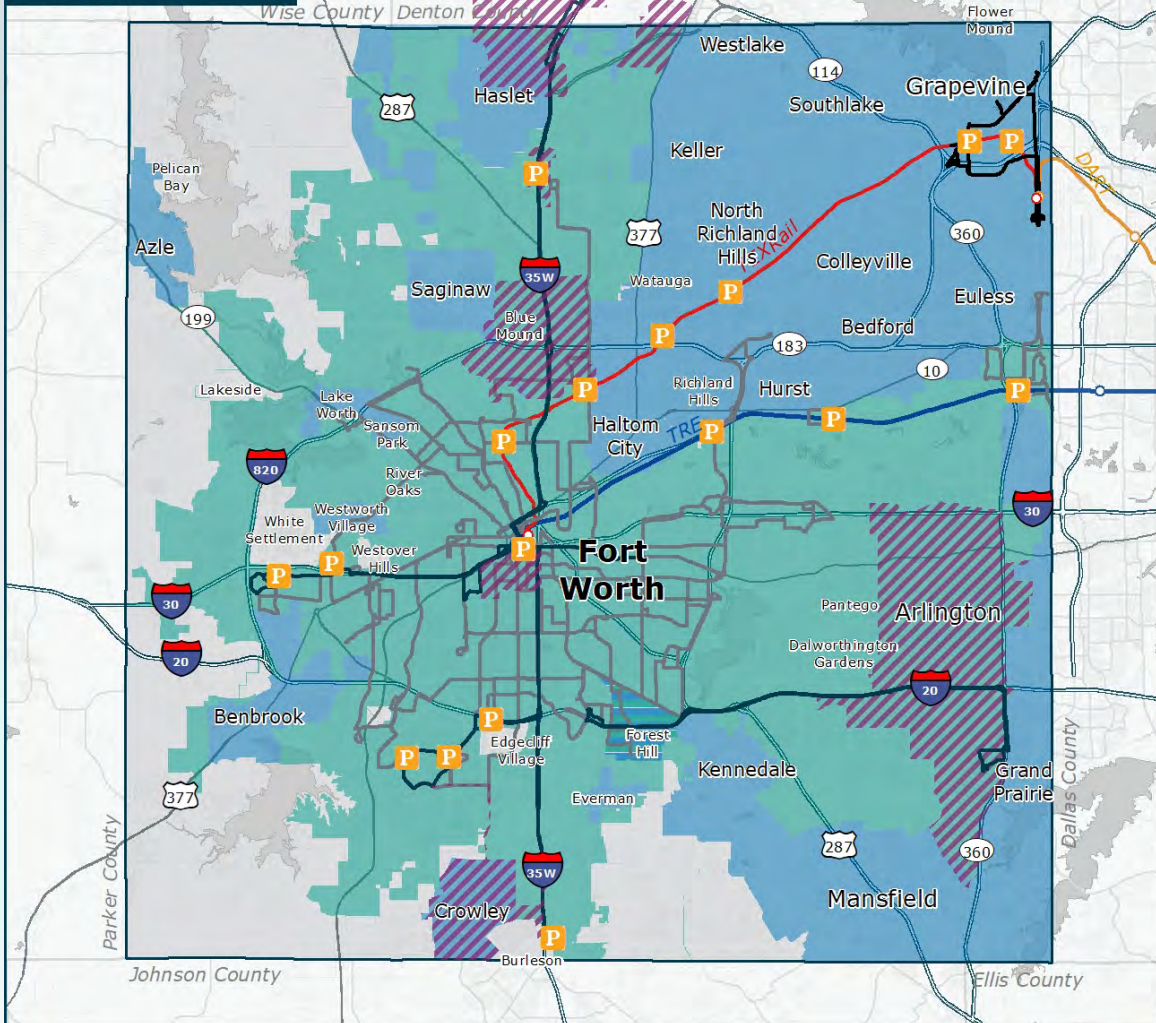 Wise County
Denton County
Flower
Mound
Westlake
114
Grapevine
Haslet
Southlake
287
P
P
Keller
Pelican
Bay
P
DART
North
Richland
Hills
TEXRail
377
360
Azle
Colleyville
35W
Watauga
Saginaw
P
Euless
199
Blue
Mound
Bedford
P
183
10
Lakeside
Richland
Hills
Hurst
P
P
Lake
Worth
Sansom
Park
Haltom
City
TRE
P
P
P
820
River
Oaks
Westworth
Village
30
White
Settlement
Westover
Hills
P
P
P
Fort
Worth
30
Pantego
Arlington
20
Dalworthington
Gardens
20
Benbrook
P
Edgecliff
Village
Forest
Hill
P
P
Kennedale
Grand
Prairie
377
Everman
Dallas County
287
360
Parker County
35W
Mansfield
Crowley
P
Burleson
Johnson County
Ellis County